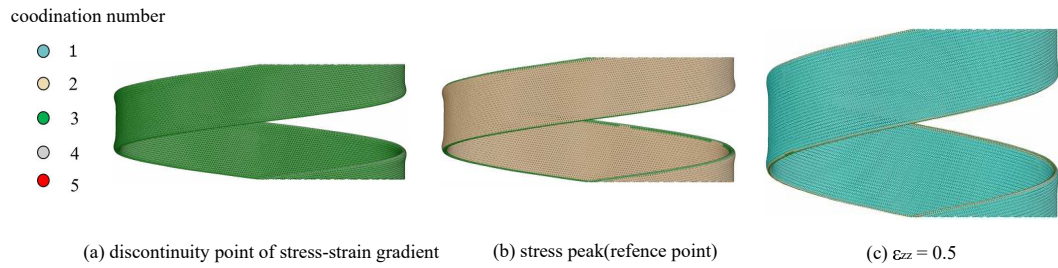 coodination number
1
2
3
4
5
(a) discontinuity point of stress-strain gradient
(b) stress peak(refence point)
(c) εzz = 0.5